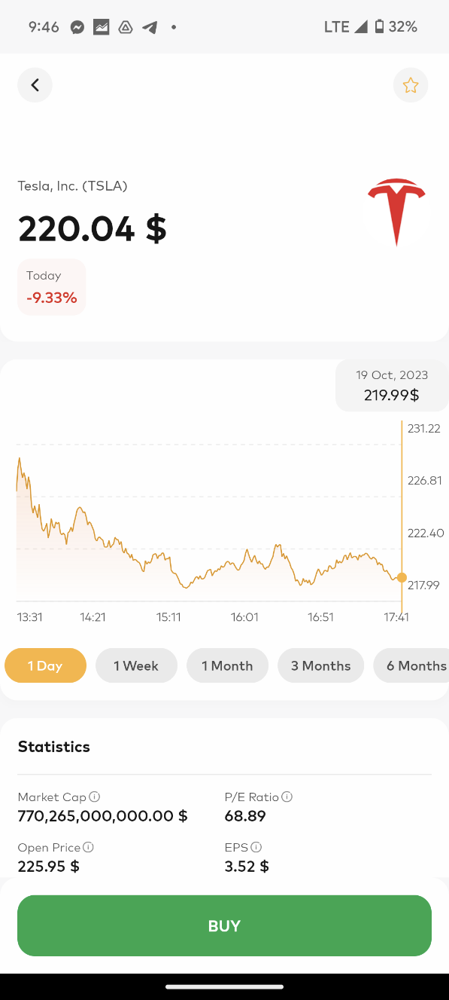 9:46 LTE 32%
Tesla, Inc. (TSLA)
220.04 $
Today
-9.33%
19 Oct, 2023
219.99$
231.22
226.81
222.40
217.99
13:31 14:21 15:11 16:01 16:51 17:41
1 Day 1 Week 1 Month 3 Months 6 Months
Statistics
Market Cap P/E Ratio
770,265,000,000.00 $ 68.89
Open Price EPS
225.95 $ 3.52 $
BUY